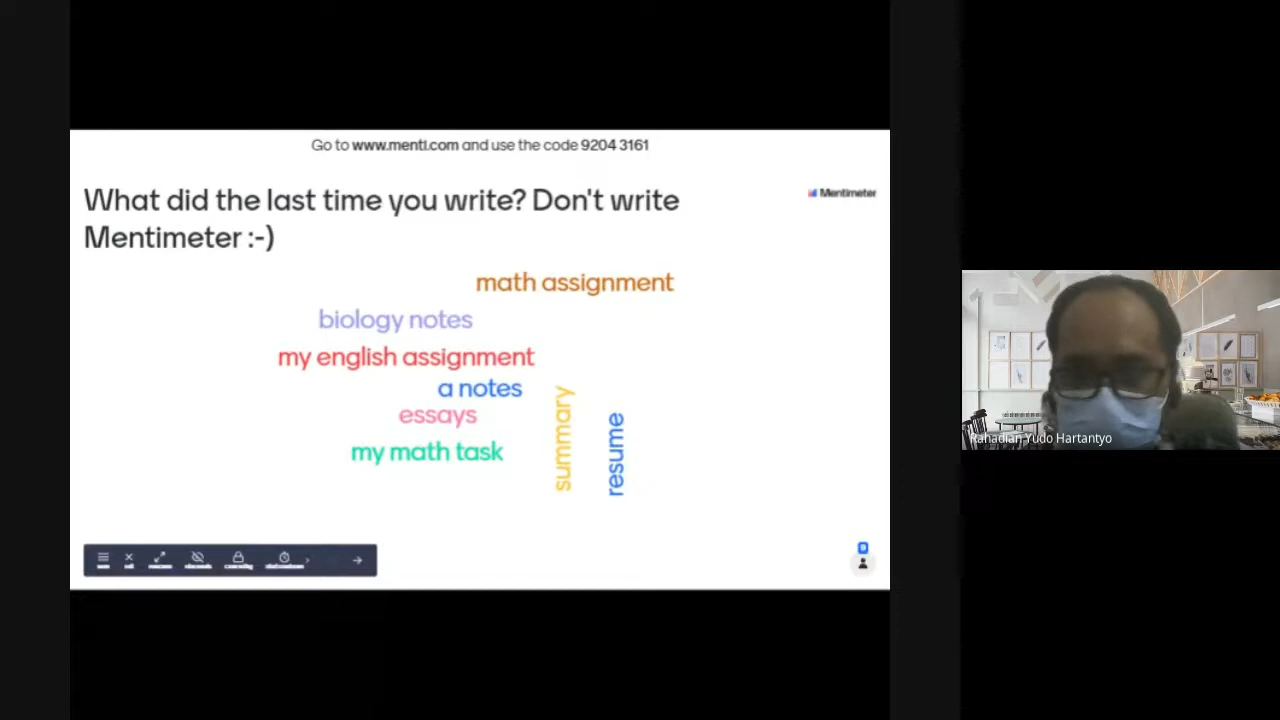 Go to www.menti.com and use the code 9204 3161
What did the last time you write? Don't write
Mentimeter :-)
Mentimeter
math assignment
biology notes
my english assignment
a notes
essays
my math task
summary
resume
Rahadian Yudo Hartantyo